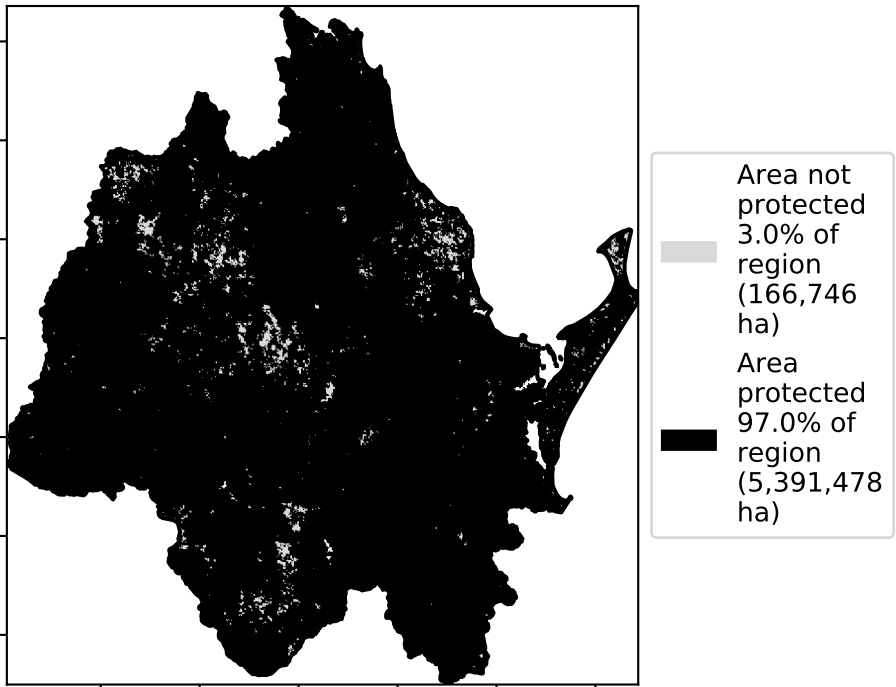 Area not
protected
3.0% of
region
(166,746
ha)
Area
protected
97.0% of
region
(5,391,478
ha)